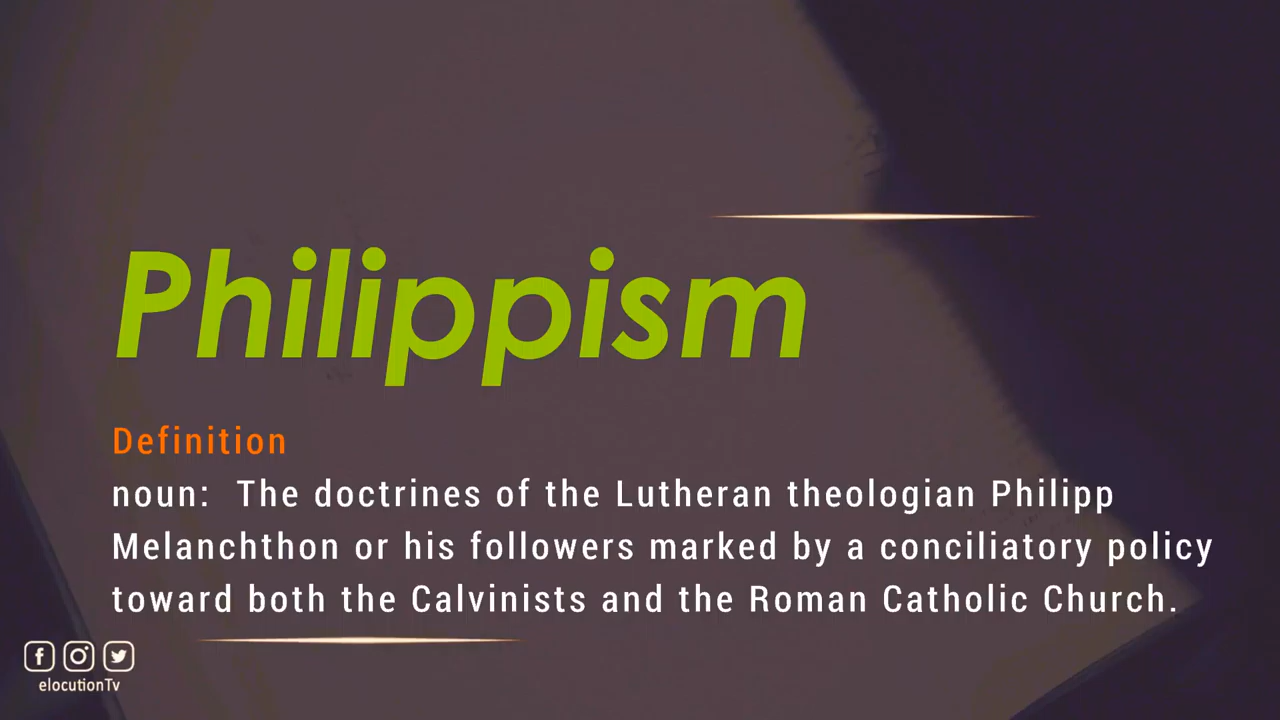 Philippism
Definition
noun: The doctrines of the Lutheran theologian Philipp
Melanchthon or his followers marked by a conciliatory policy
toward both the Calvinists and the Roman Catholic Church.
elocutionTv